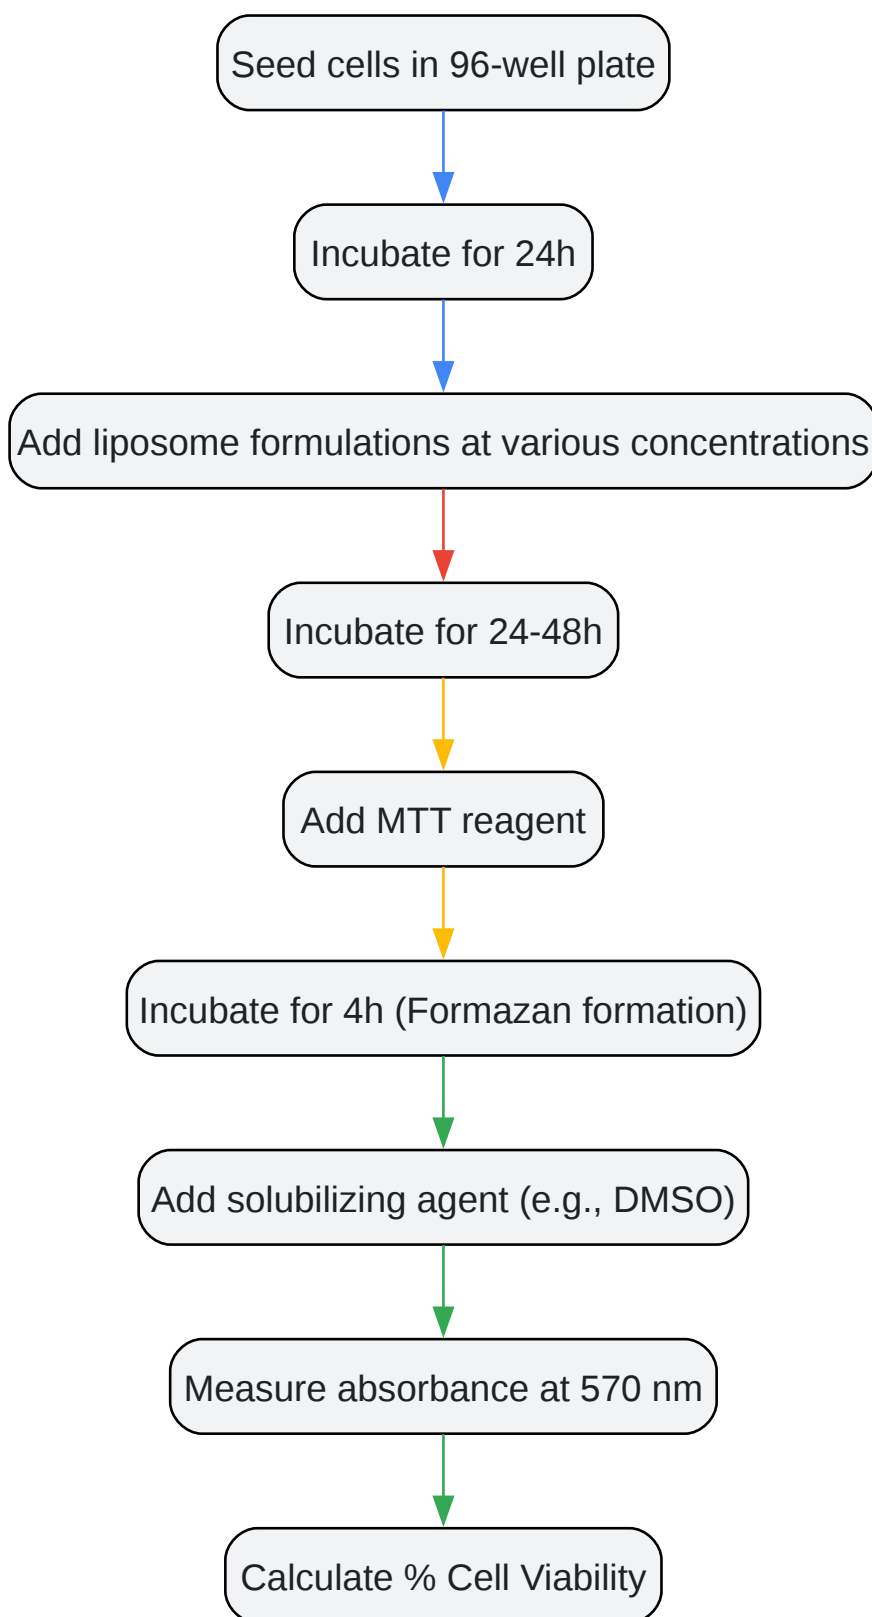 Seed cells in 96-well plate
Incubate for 24h
Add liposome formulations at various concentrations
Incubate for 24-48h
Add MTT reagent
Incubate for 4h (Formazan formation)
Add solubilizing agent (e.g., DMSO)
Measure absorbance at 570 nm
Calculate % Cell Viability